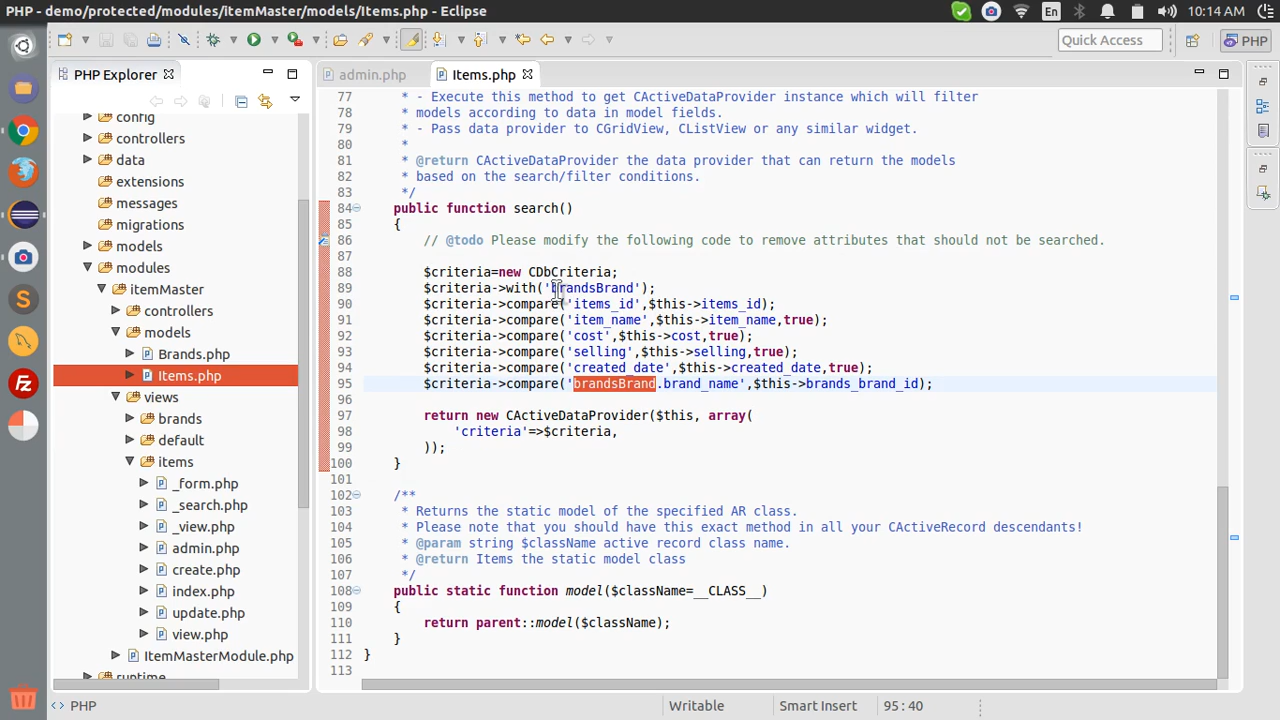 PHP - demo/protected/modules/itemMaster/models/Items.php - Eclipse
En
10:14 AM
Quick Access
PHP
PHP Explorer
admin.php
Items.php
config
controllers
data
extensions
messages
migrations
models
modules
itemMaster
controllers
models
Brands.php
Items.php
views
brands
default
items
_form.php
_search.php
_view.php
admin.php
create.php
index.php
update.php
view.php
ItemMasterModule.php
runtime
77 * - Execute this method to get CActiveDataProvider instance which will filter
78 * models according to data in model fields.
79 * - Pass data provider to CGridView, CListView or any similar widget.
80 *
81 * @return CActiveDataProvider the data provider that can return the models
82 * based on the search/filter conditions.
83 */
84 public function search()
85 {
86 // @todo Please modify the following code to remove attributes that should not be searched.
87
88 $criteria=new CDbCriteria;
89 $criteria->with('brandsBrand');
90 $criteria->compare('items_id',$this->items_id);
91 $criteria->compare('item_name',$this->item_name,true);
92 $criteria->compare('cost',$this->cost,true);
93 $criteria->compare('selling',$this->selling,true);
94 $criteria->compare('created_date',$this->created_date,true);
95 $criteria->compare('brandsBrand.brand_name',$this->brands_brand_id);
96
97 return new CActiveDataProvider($this, array(
98 'criteria'=>$criteria,
99 ));
100 }
101
102 /**
103 * Returns the static model of the specified AR class.
104 * Please note that you should have this exact method in all your CActiveRecord descendants!
105 * @param string $className active record class name.
106 * @return Items the static model class
107 */
108 public static function model($className=__CLASS__)
109 {
110 return parent::model($className);
111 }
112 }
113
<> PHP
Writable
Smart Insert
95:40